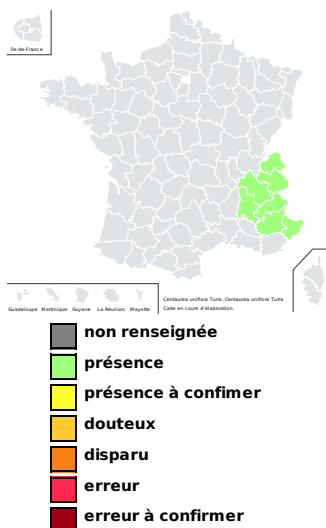 Île-de-France
Guadeloupe Martinique Guyane La Réunion Mayotte
Centaurea uniflora Turra, Centaurea uniflora Turra
Carte en cours d'élaboration.
non renseignée
présence
présence à confimer
douteux
disparu
erreur
erreur à confirmer